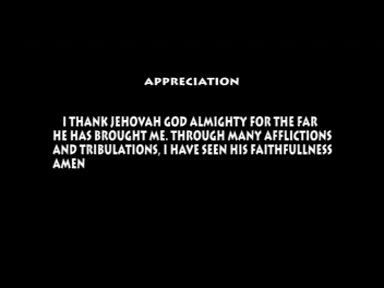 APPRECIATION
I THANK JEHOVAH GOD ALMIGHTY FOR THE FAR
HE HAS BROUGHT ME. THROUGH MANY AFFLICTIONS
AND TRIBULATIONS, I HAVE SEEN HIS FAITHFULLNESS
AMEN